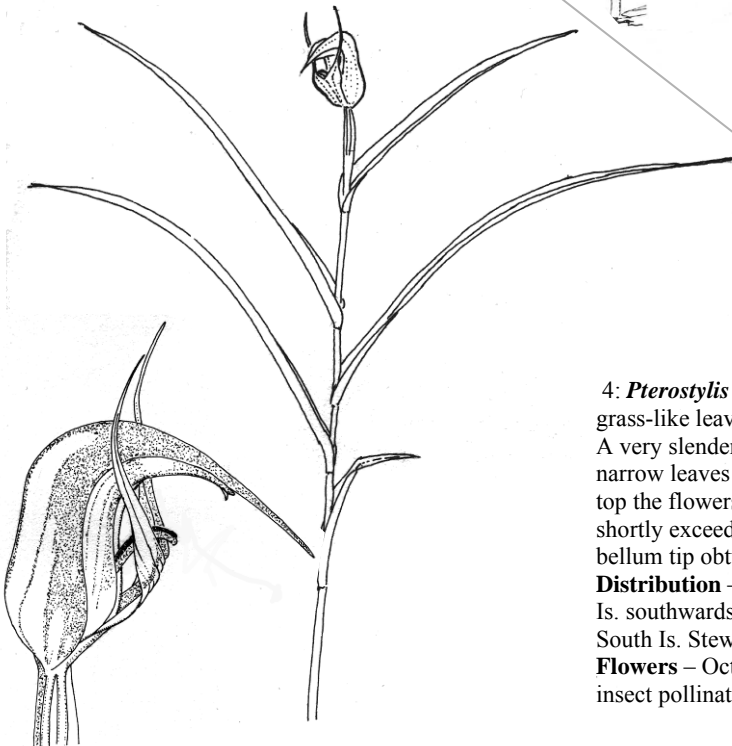 4: Pterostylis
grass-like leav
A very slender
narrow leaves
top the flowers
shortly exceed
bellum tip obt
Distribution –
Is. southwards
South Is. Stew
Flowers – Oct
insect pollinat